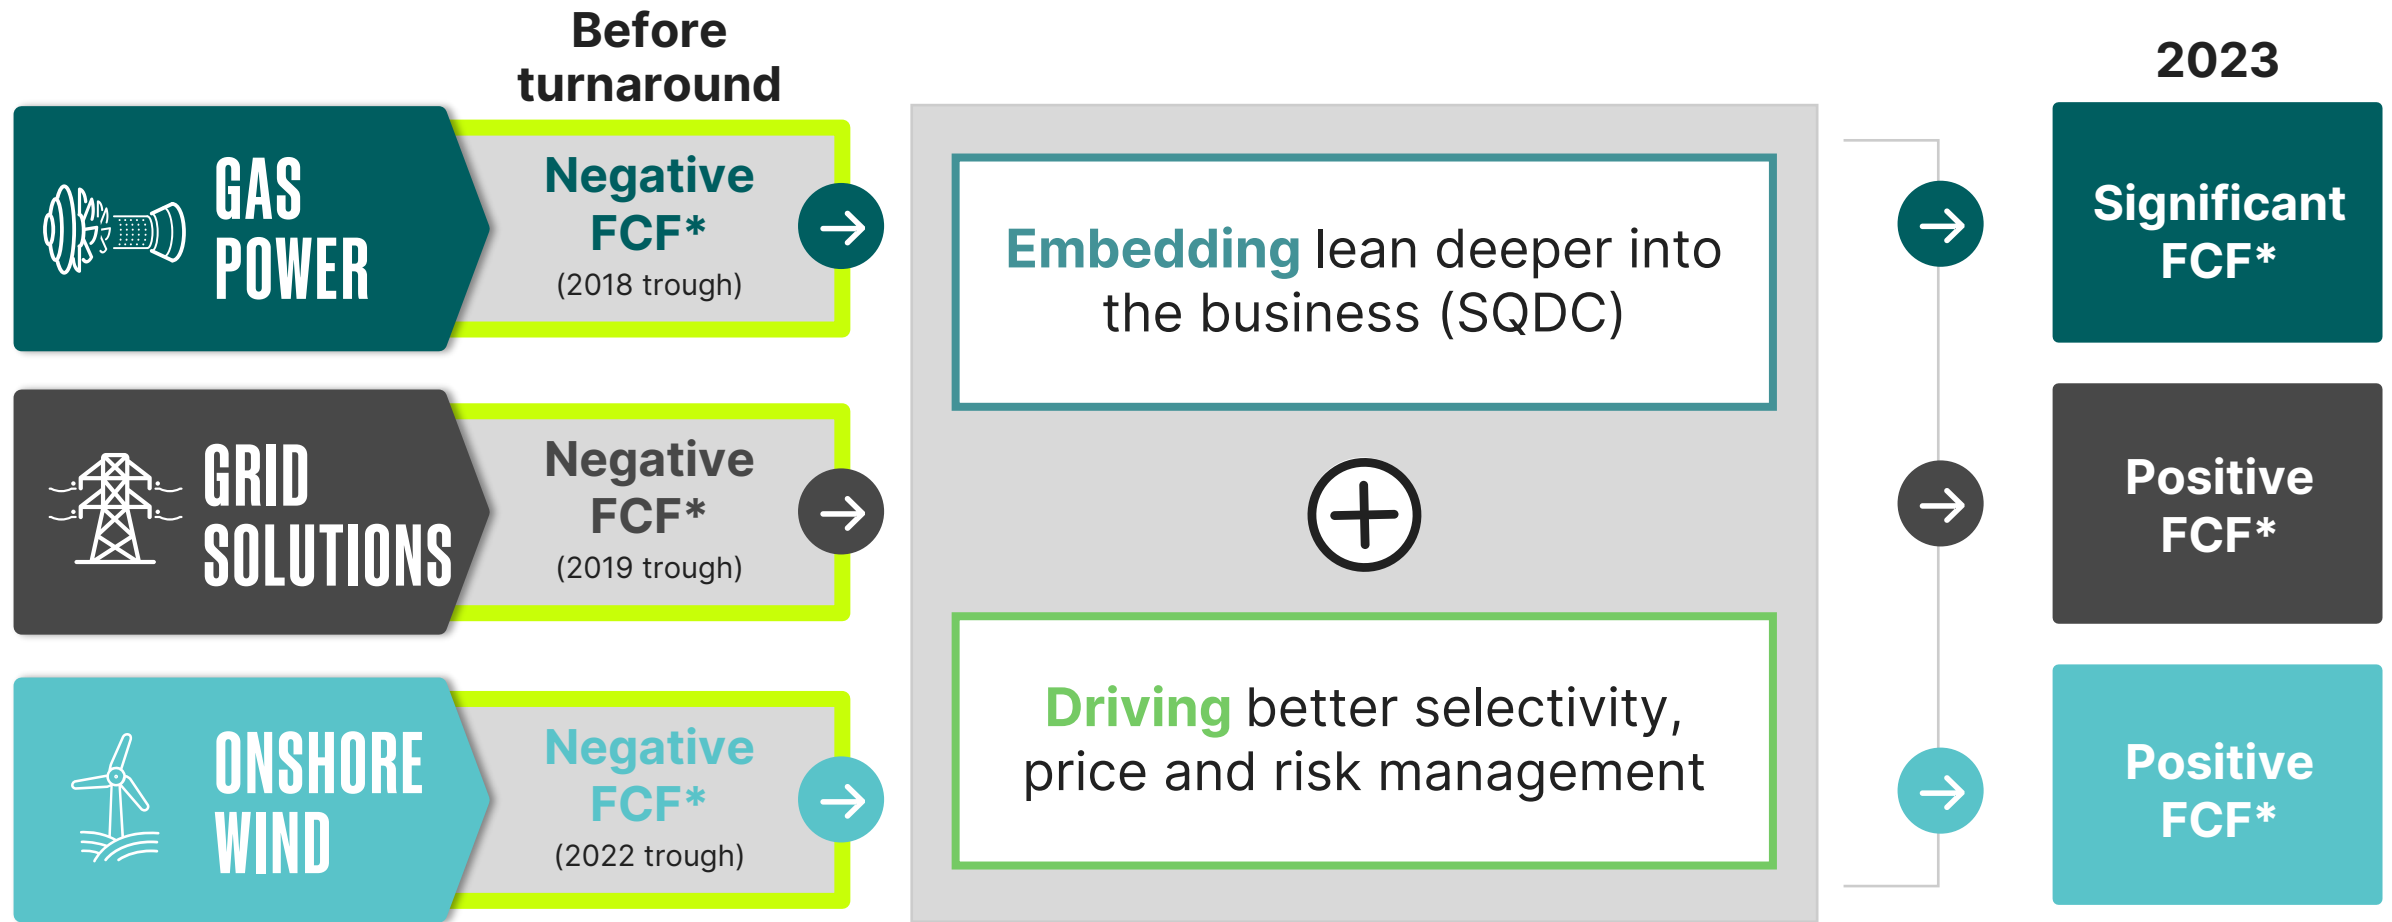 Before
turnaround
2023
GAS
POWER
Negative
FCF*
(2018 trough)
GRID
SOLUTIONS
Negative
FCF*
(2019 trough)
ONSHORE
WIND
Negative
FCF*
(2022 trough)
Embedding lean deeper into
the business (SQDC)
Driving better selectivity,
price and risk management
Significant
FCF*
Positive
FCF*
Positive
FCF*